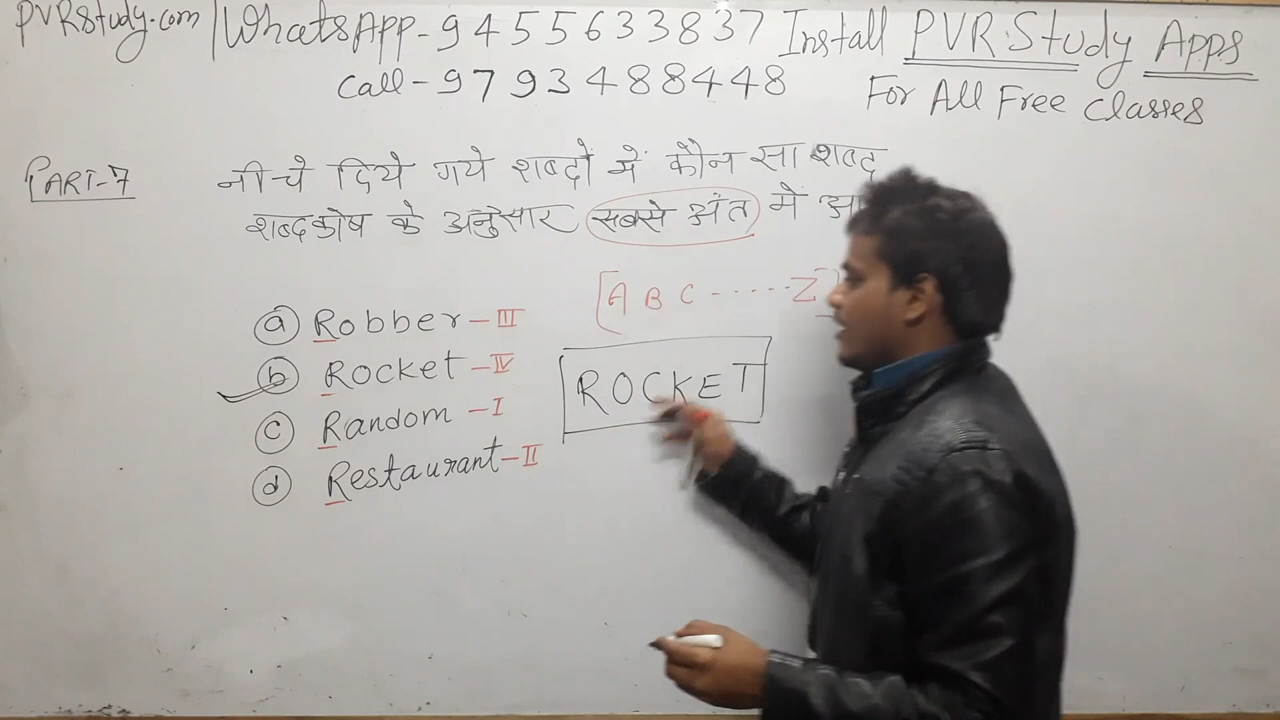 PVRStudy.com | WhatsApp - 9455633837 Install PVR Study Apps
Call - 9793488448 For All Free Classes
PART-7
नीचे दिये गये शब्दों में कौन सा शब्द
शब्दकोष के अनुसार सबसे अंत में
[A B C ...... Z]
(a) Robber - III
(b) Rocket - IV
(c) Random - I
(d) Restaurant - II
ROCKET